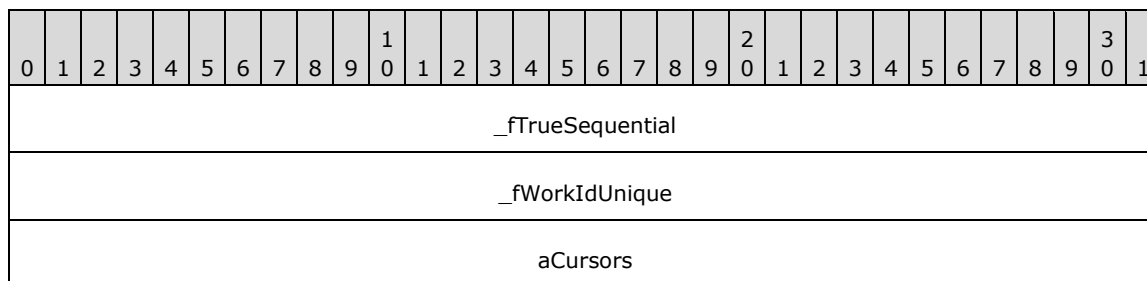 1 2 3
0 1 2 3 4 5 6 7 8 9 0 1 2 3 4 5 6 7 8 9 0 1 2 3 4 5 6 7 8 9 0 1
_fTrueSequential
_fWorkIdUnique
aCursors